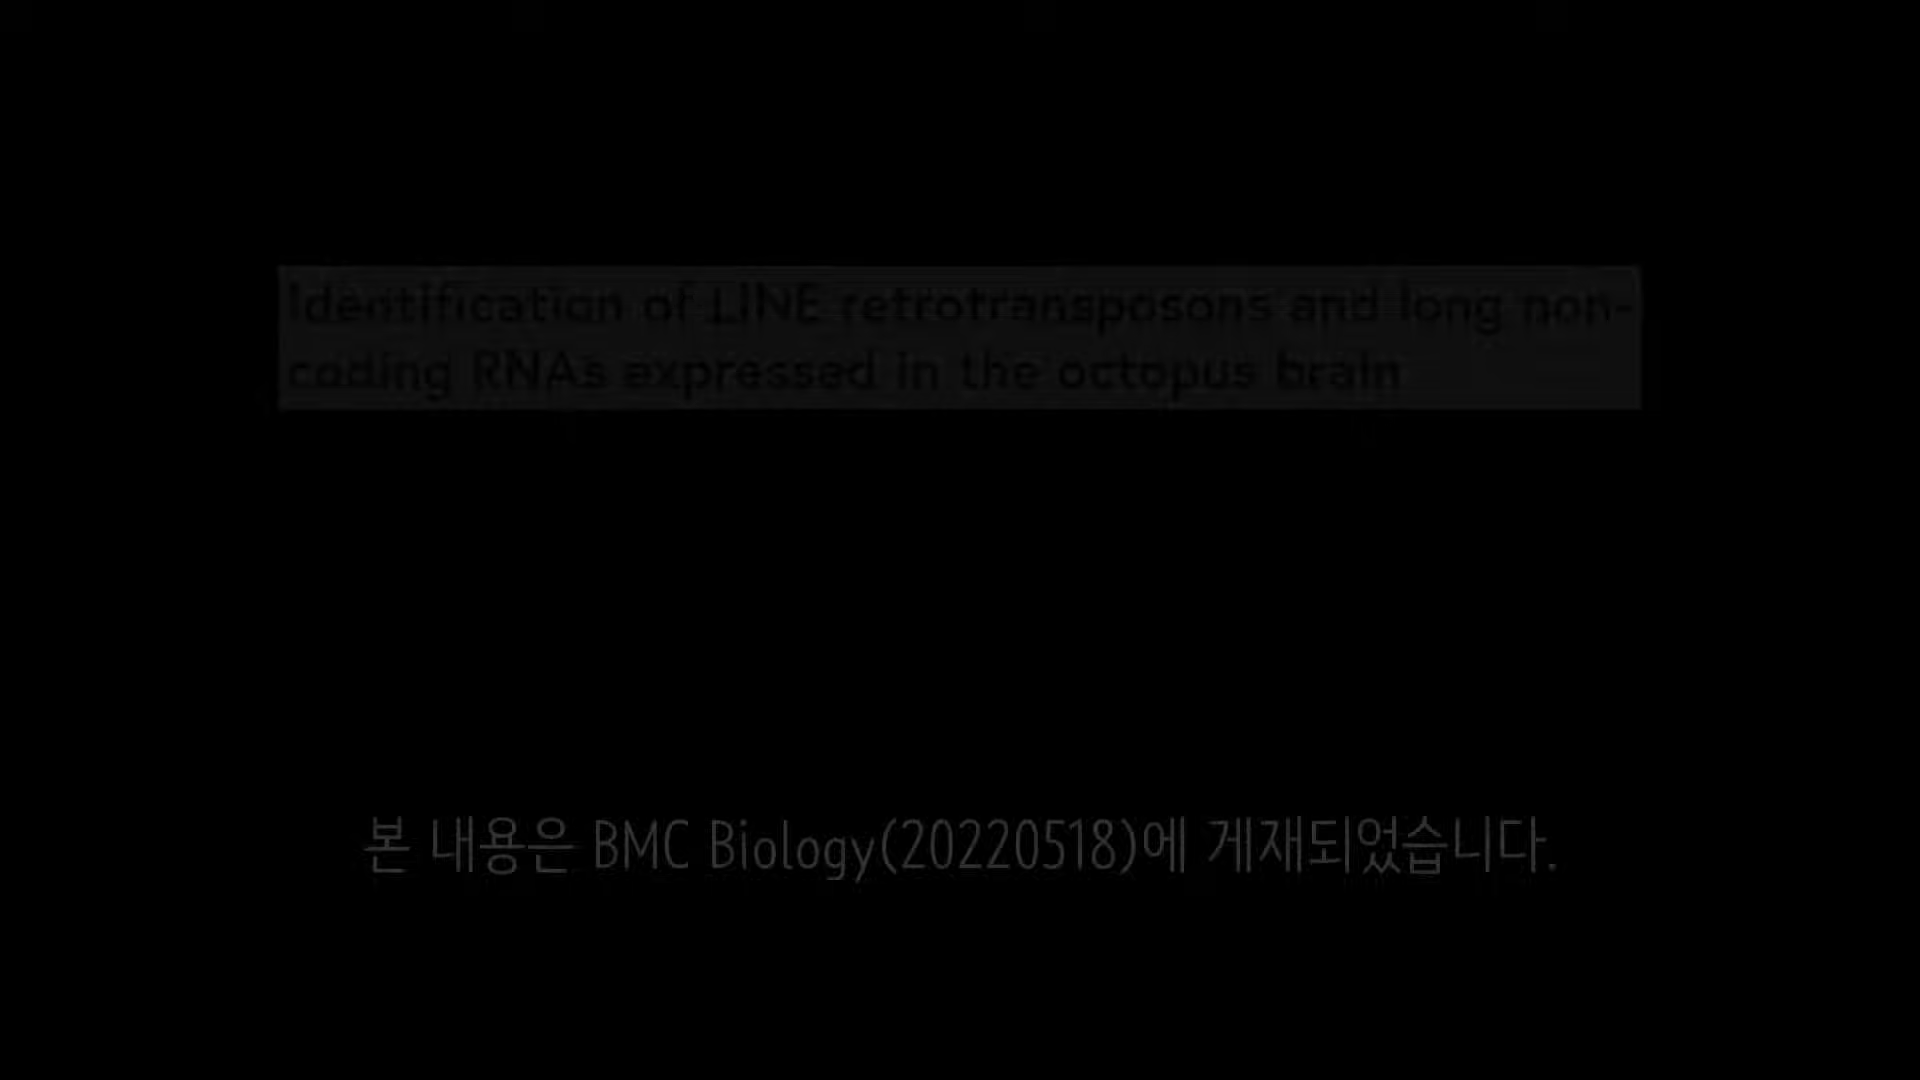 Identification of LINE retrotransposons and long non-
coding RNAs expressed in the octopus brain
본 내용은 BMC Biology(20220518)에 게재되었습니다.